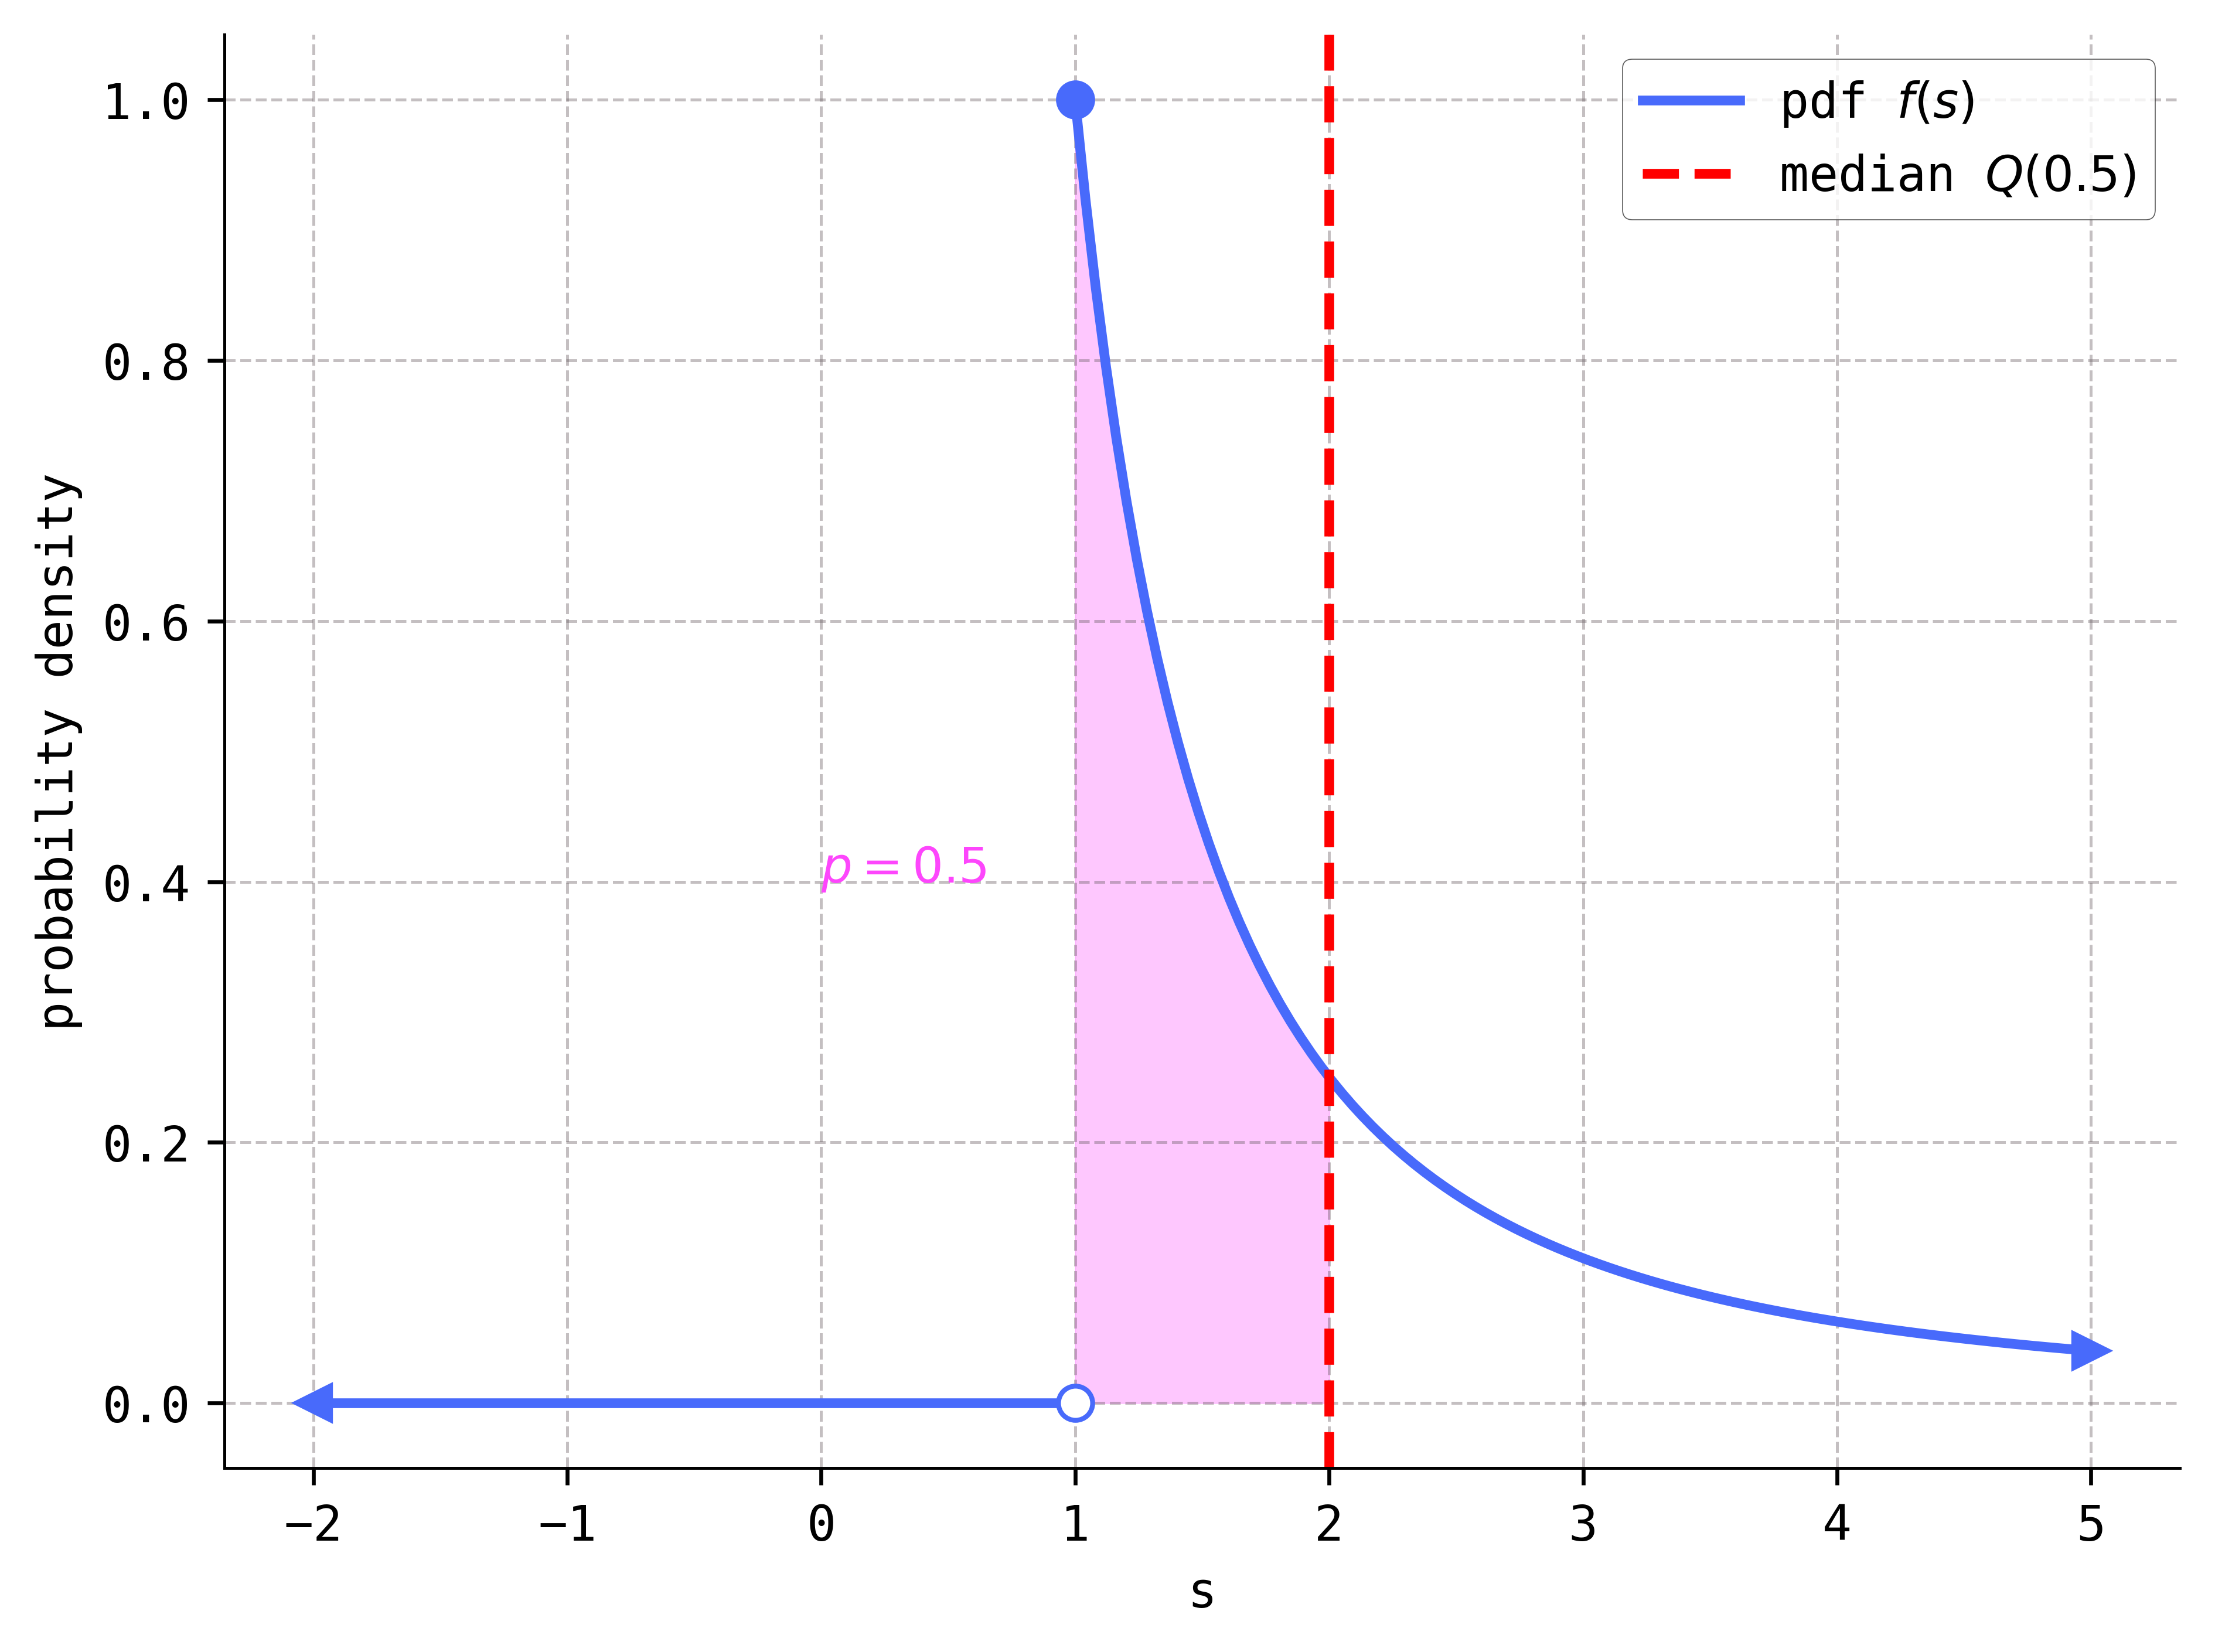 1.0
0.8
0.6
0.4
0.2
0.0
probability density
pdf f(s)
median Q(0.5)
p = 0.5
−2 −1 0 1 2 3 4 5
s